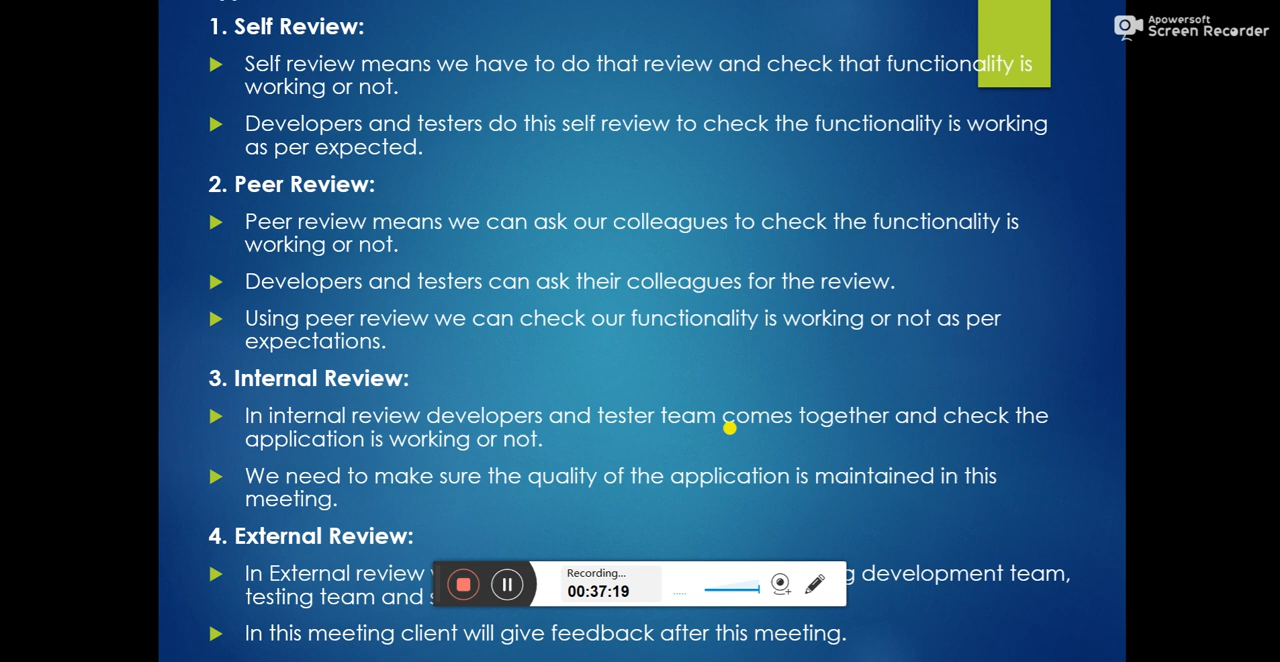 1. Self Review:
Self review means we have to do that review and check that functionality is
working or not.
Developers and testers do this self review to check the functionality is working
as per expected.
2. Peer Review:
Peer review means we can ask our colleagues to check the functionality is
working or not.
Developers and testers can ask their colleagues for the review.
Using peer review we can check our functionality is working or not as per
expectations.
3. Internal Review:
In internal review developers and tester team comes together and check the
application is working or not.
We need to make sure the quality of the application is maintained in this
meeting.
4. External Review:
In External review development team,
testing team and
In this meeting client will give feedback after this meeting.
Recording...
00:37:19
Apowersoft
Screen Recorder